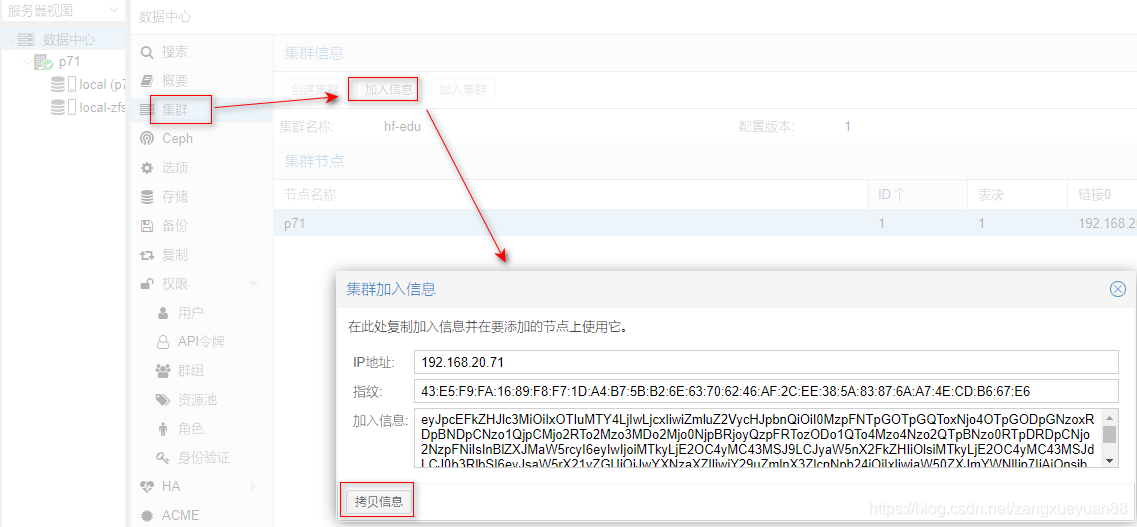 服务器视图
数据中心
p71
local (p7
local-zfs
数据中心
搜索
概要
集群
Ceph
选项
存储
备份
复制
权限
用户
API令牌
群组
资源池
角色
身份验证
HA
ACME
集群信息
创建集群 加入信息 加入集群
集群名称: hf-edu 配置版本: 1
集群节点
节点名称 ID↑ 表决 链接0
p71 1 1 192.168.2
集群加入信息
在此处复制加入信息并在要添加的节点上使用它。
IP地址: 192.168.20.71
指纹: 43:E5:F9:FA:16:89:F8:F7:1D:A4:B7:5B:B2:6E:63:70:62:46:AF:2C:EE:38:5A:83:87:6A:A7:4E:CD:B6:67:E6
加入信息:
拷贝信息
https://blog.csdn.net/zangxueyuan88